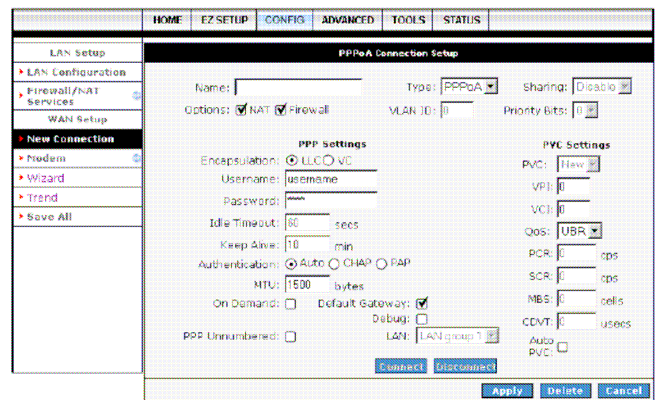 HOME EZ SETUP CONFIG ADVANCED TOOLS STATUS
LAN Setup
LAN Configuration
Firewall/NAT Services
WAN Setup
New Connection
Modem
Wizard
Trend
Save All
PPPoA Connection Setup
Name: Type: PPPoA Sharing: Disable
Options: NAT Firewall VLAN ID: 0 Priority Bits: 0
PPP Settings
Encapsulation: LLC VC
Username: username
Password:
Idle Timeout: 60 secs
Keep Alive: 10 min
Authentication: Auto CHAP PAP
MTU: 1500 bytes
On Demand: Default Gateway:
Debug:
PPP Unnumbered: LAN: LAN group 1
Connect Disconnect
PVC Settings
PVC: New
VPI: 0
VCI: 0
QoS: UBR
PCR: 0 cps
SCR: 0 cps
MBS: 0 cells
CDVT: 0 usecs
Auto PVC:
Apply Delete Cancel